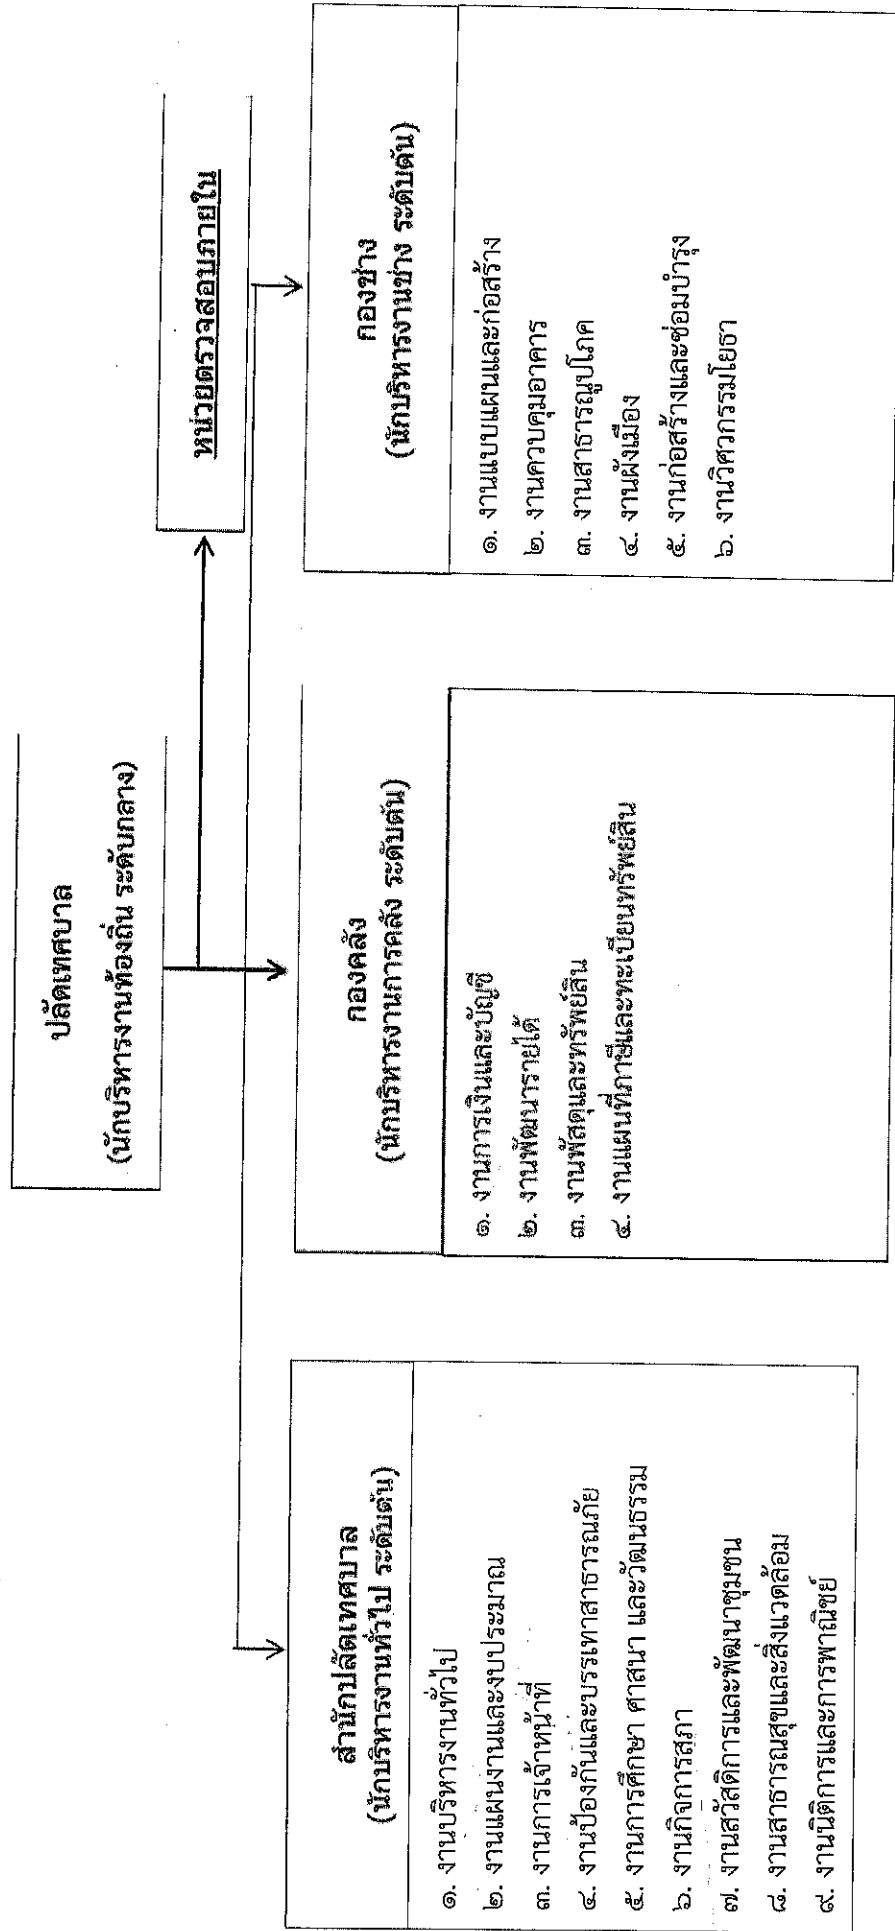 ปลัดเทศบาล
(นักบริหารงานท้องถิ่น ระดับกลาง)
หน่วยตรวจสอบภายใน
สำนักปลัดเทศบาล
(นักบริหารงานทั่วไป ระดับต้น)
๑. งานบริหารงานทั่วไป
๒. งานแผนงานและงบประมาณ
๓. งานการเจ้าหน้าที่
๔. งานป้องกันและบรรเทาสาธารณภัย
๕. งานการศึกษา ศาสนา และวัฒนธรรม
๖. งานกิจการสภา
๗. งานสวัสดิการและพัฒนาชุมชน
๘. งานสาธารณสุขและสิ่งแวดล้อม
๙. งานนิติการและการพาณิชย์
กองคลัง
(นักบริหารงานการคลัง ระดับต้น)
๑. งานการเงินและบัญชี
๒. งานพัฒนารายได้
๓. งานพัสดุและทรัพย์สิน
๔. งานแผนที่ภาษีและทะเบียนทรัพย์สิน
กองช่าง
(นักบริหารงานช่าง ระดับต้น)
๑. งานแบบแผนและก่อสร้าง
๒. งานควบคุมอาคาร
๓. งานสาธารณูปโภค
๔. งานผังเมือง
๕. งานก่อสร้างและซ่อมบำรุง
๖. งานวิศวกรรมโยธา